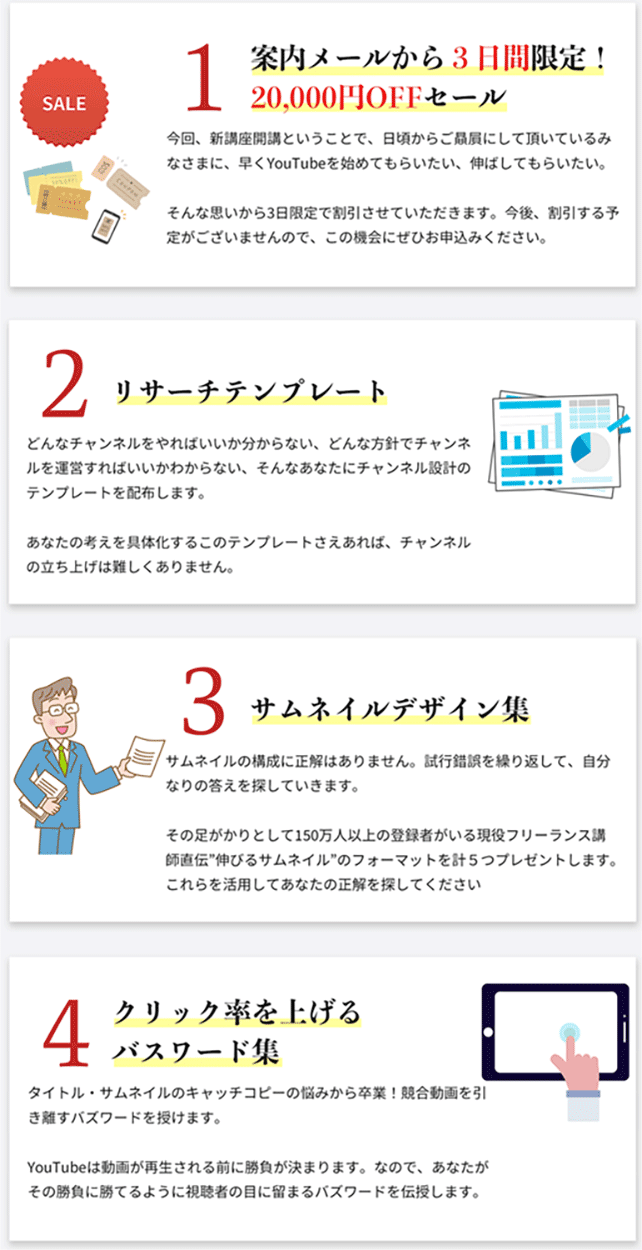 SALE
1
案内メールから３日間限定！
20,000円OFFセール
今回、新講座開講ということで、日頃からご贔屓にして頂いているみ
なさまに、早くYouTubeを始めてもらいたい、伸ばしてもらいたい。
そんな思いから3日限定で割引させていただきます。今後、割引する予
定がございませんので、この機会にぜひお申込みください。
2
リサーチテンプレート
どんなチャンネルをやればいいか分からない、どんな方針でチャンネ
ルを運営すればいいかわからない、そんなあなたにチャンネル設計の
テンプレートを配布します。
あなたの考えを具体化するこのテンプレートさえあれば、チャンネル
の立ち上げは難しくありません。
3
サムネイルデザイン集
サムネイルの構成に正解はありません。試行錯誤を繰り返して、自分
なりの答えを探していきます。
その足がかりとして150万人以上の登録者がいる現役フリーランス講
師直伝”伸びるサムネイル”のフォーマットを計５つプレゼントします。
これらを活用してあなたの正解を探してください
4
クリック率を上げる
バスワード集
タイトル・サムネイルのキャッチコピーの悩みから卒業！競合動画を引
き離すバズワードを授けます。
YouTubeは動画が再生される前に勝負が決まります。なので、あなたが
その勝負に勝てるように視聴者の目に留まるバズワードを伝授します。